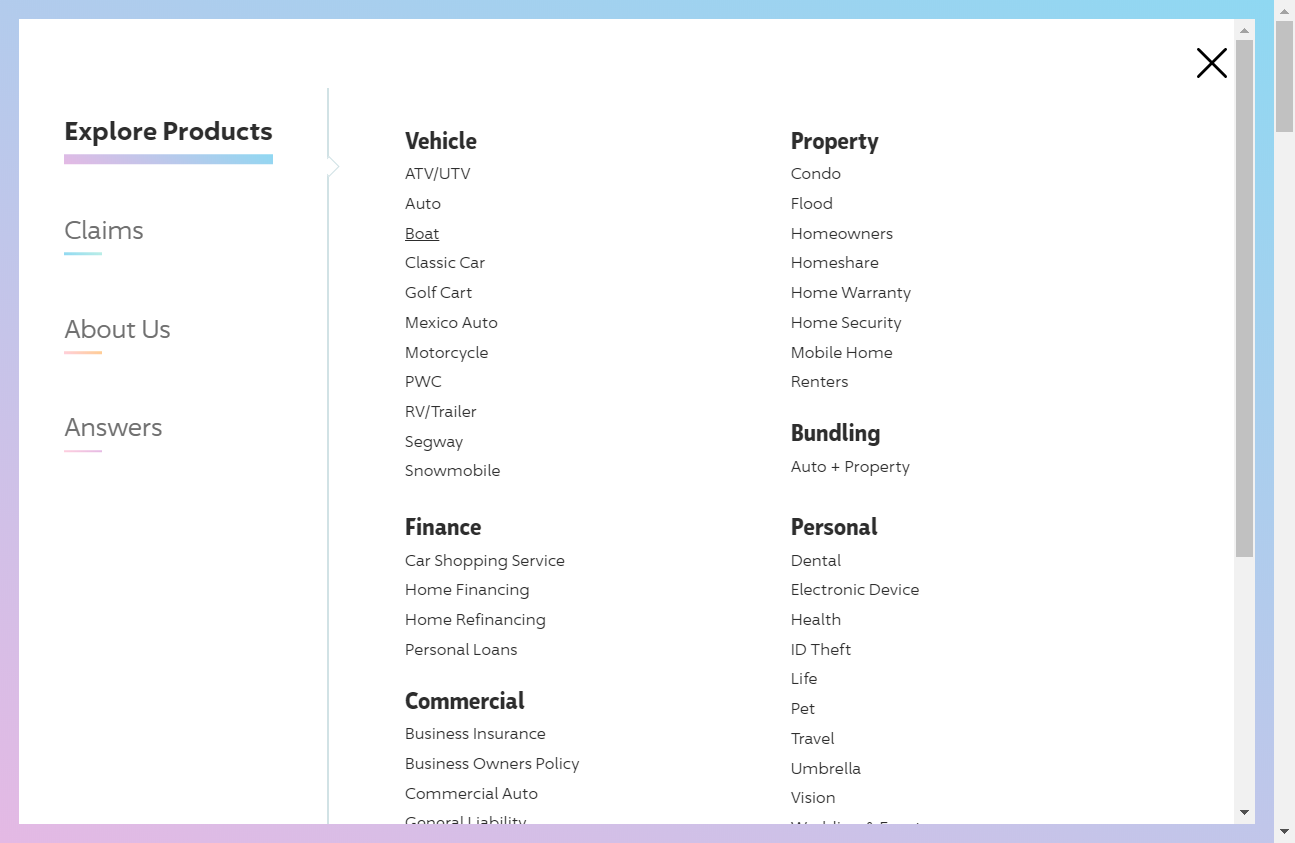 Explore Products
Claims
About Us
Answers
Vehicle
ATV/UTV
Auto
Boat
Classic Car
Golf Cart
Mexico Auto
Motorcycle
PWC
RV/Trailer
Segway
Snowmobile
Finance
Car Shopping Service
Home Financing
Home Refinancing
Personal Loans
Commercial
Business Insurance
Business Owners Policy
Commercial Auto
General Liability
Property
Condo
Flood
Homeowners
Homeshare
Home Warranty
Home Security
Mobile Home
Renters
Bundling
Auto + Property
Personal
Dental
Electronic Device
Health
ID Theft
Life
Pet
Travel
Umbrella
Vision